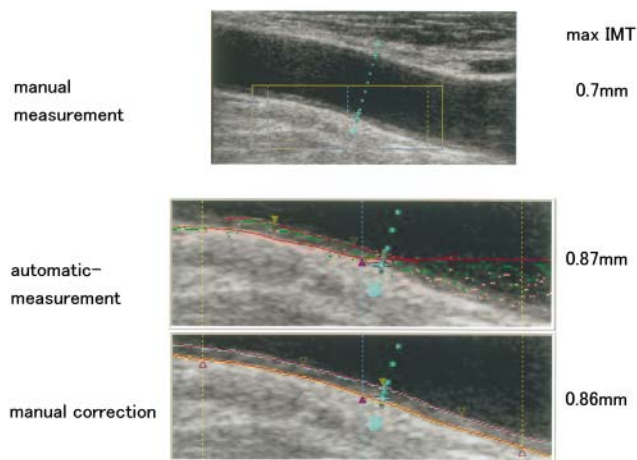 max IMT
manual
measurement
0.7mm
automatic-
measurement
0.87mm
manual correction
0.86mm